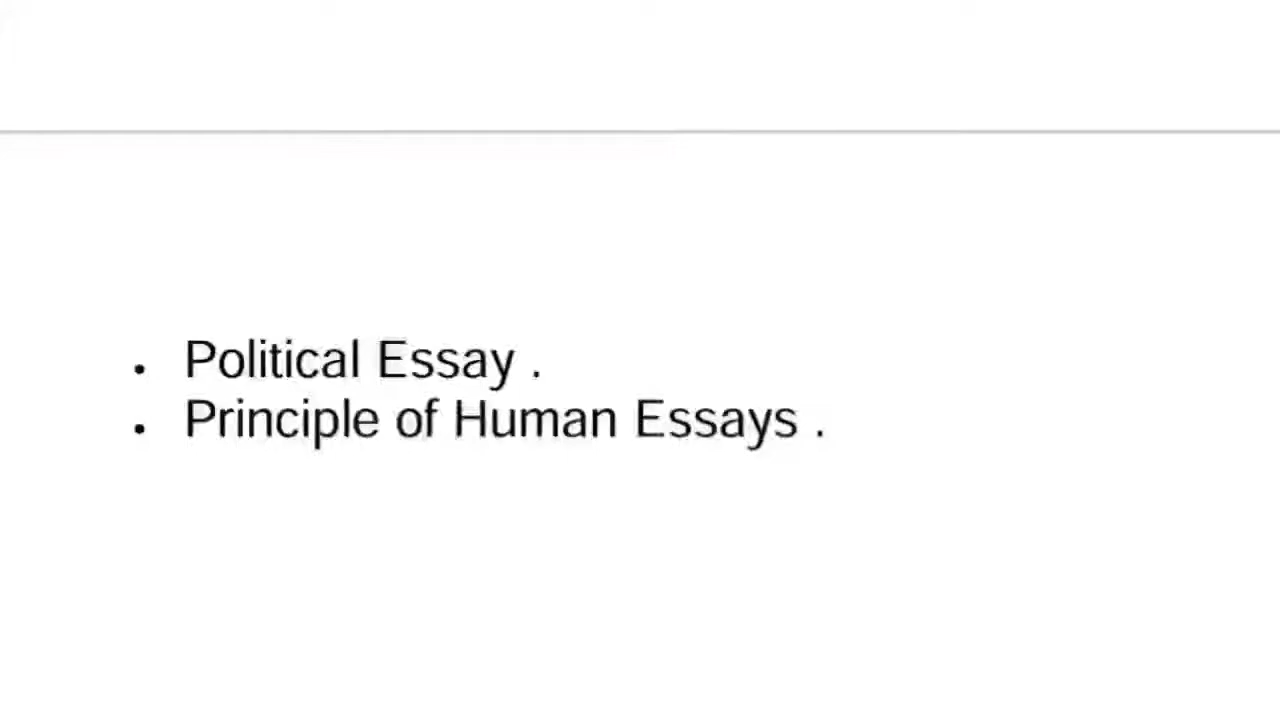 • Political Essay .
• Principle of Human Essays .